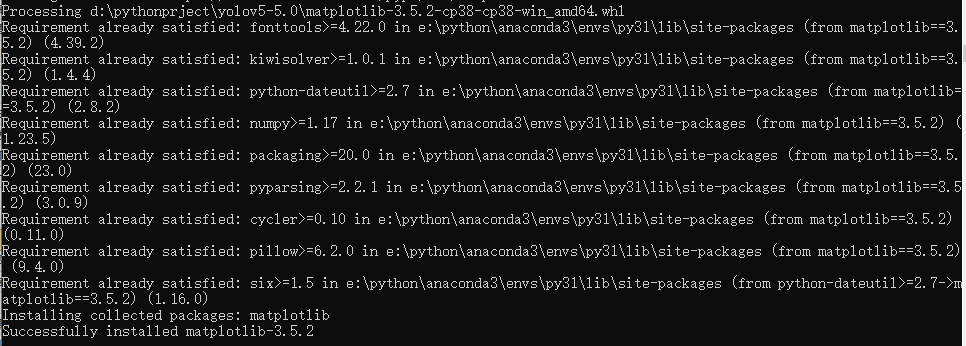 Processing d:\pythonprject\yolov5-5.0\matplotlib-3.5.2-cp38-cp38-win_amd64.whl
Requirement already satisfied: fonttools>=4.22.0 in e:\python\anaconda3\envs\py31\lib\site-packages (from matplotlib==3.
5.2) (4.39.2)
Requirement already satisfied: kiwisolver>=1.0.1 in e:\python\anaconda3\envs\py31\lib\site-packages (from matplotlib==3.
5.2) (1.4.4)
Requirement already satisfied: python-dateutil>=2.7 in e:\python\anaconda3\envs\py31\lib\site-packages (from matplotlib=
=3.5.2) (2.8.2)
Requirement already satisfied: numpy>=1.17 in e:\python\anaconda3\envs\py31\lib\site-packages (from matplotlib==3.5.2) (
1.23.5)
Requirement already satisfied: packaging>=20.0 in e:\python\anaconda3\envs\py31\lib\site-packages (from matplotlib==3.5.
2) (23.0)
Requirement already satisfied: pyparsing>=2.2.1 in e:\python\anaconda3\envs\py31\lib\site-packages (from matplotlib==3.5
.2) (3.0.9)
Requirement already satisfied: cycler>=0.10 in e:\python\anaconda3\envs\py31\lib\site-packages (from matplotlib==3.5.2)
(0.11.0)
Requirement already satisfied: pillow>=6.2.0 in e:\python\anaconda3\envs\py31\lib\site-packages (from matplotlib==3.5.2)
 (9.4.0)
Requirement already satisfied: six>=1.5 in e:\python\anaconda3\envs\py31\lib\site-packages (from python-dateutil>=2.7->m
atplotlib==3.5.2) (1.16.0)
Installing collected packages: matplotlib
Successfully installed matplotlib-3.5.2